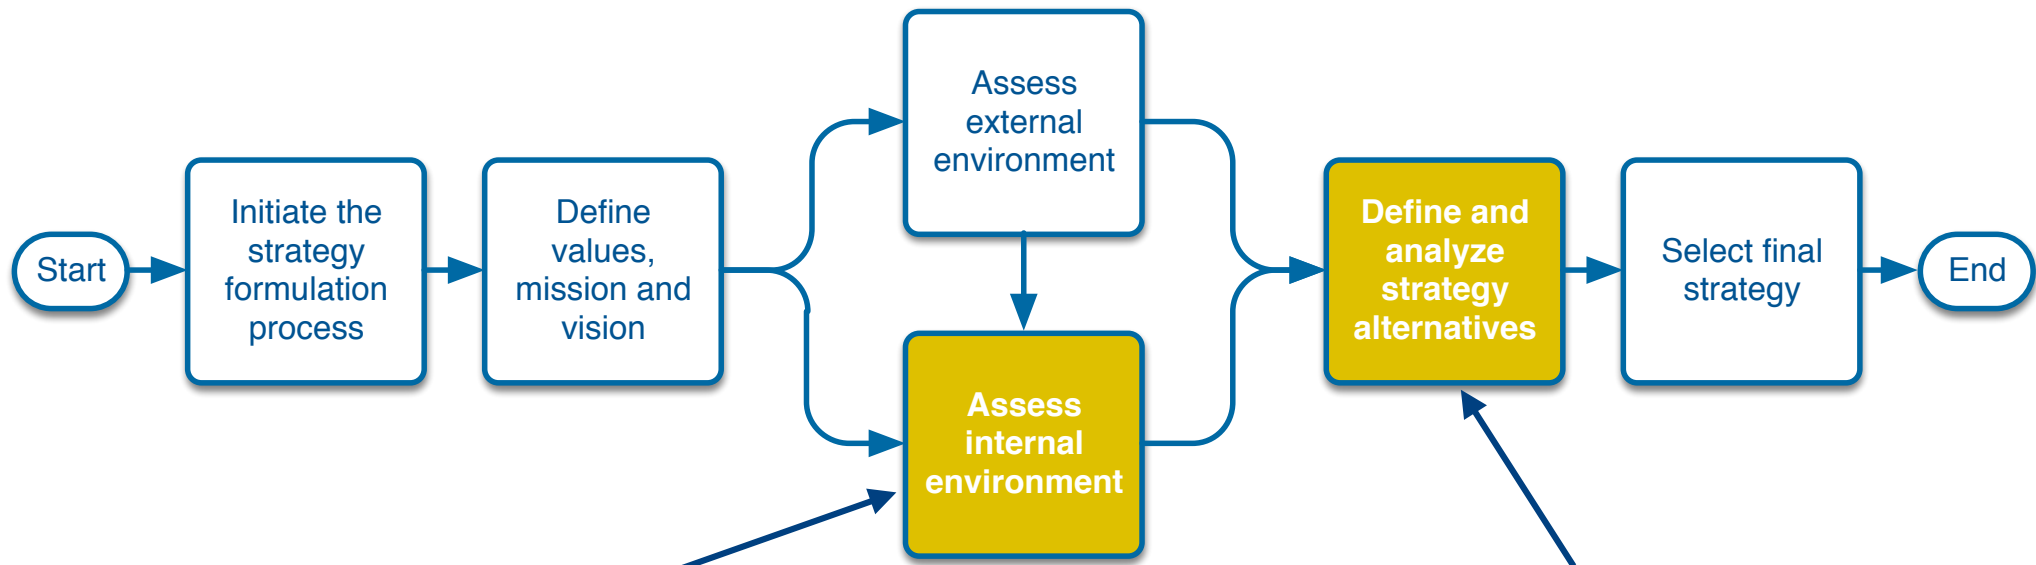 Start
Initiate the
strategy
formulation
process
Define
values,
mission and
vision
Assess
external
environment
Assess
internal
environment
Define and
analyze
strategy
alternatives
Select final
strategy
End